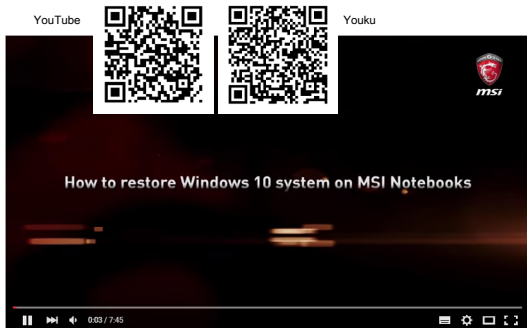 YouTube
Youku
msi
How to restore Windows 10 system on MSI Notebooks
0:03 / 7:45